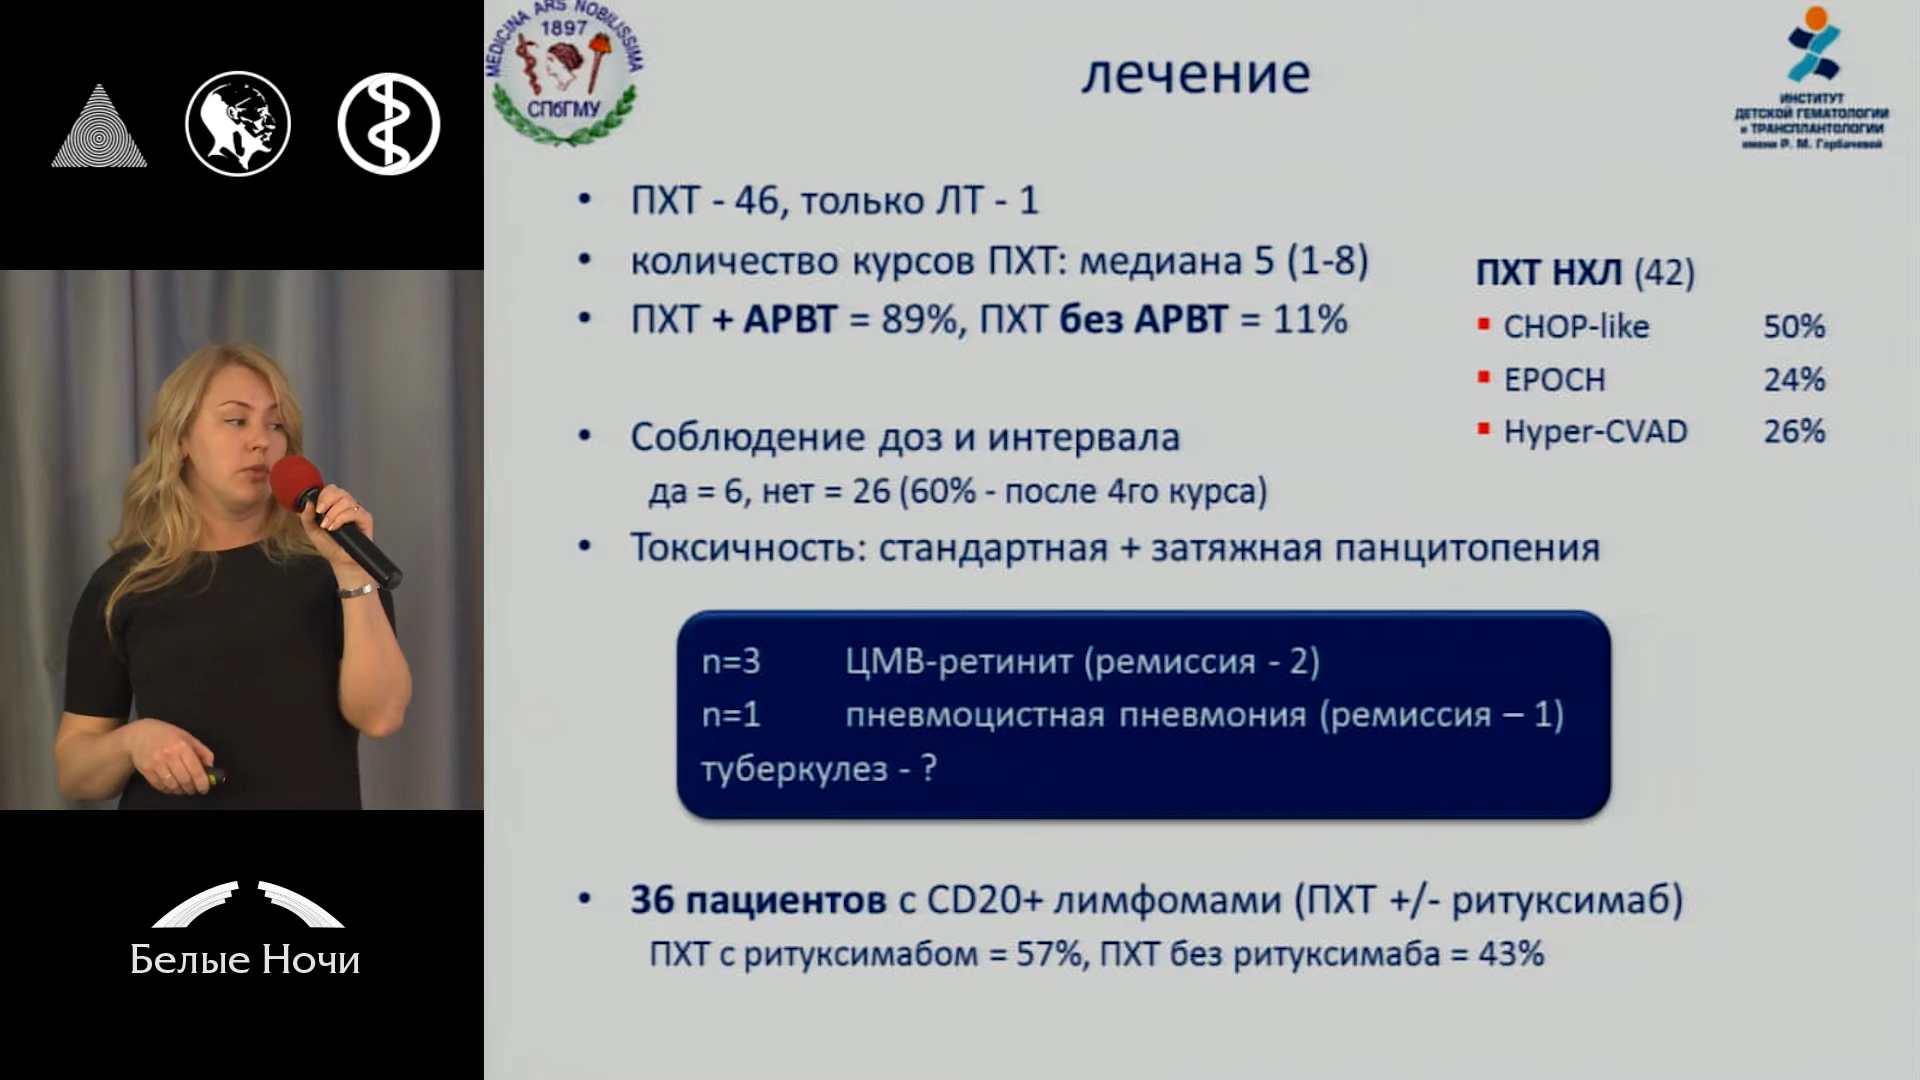 MEDICINA ARS NOBILISSIMA
1897
СПбГМУ
лечение
ИНСТИТУТ
ДЕТСКОЙ ГЕМАТОЛОГИИ
и ТРАНСПЛАНТОЛОГИИ
имени Р. М. Горбачевой
• ПХТ - 46, только ЛТ - 1
• количество курсов ПХТ: медиана 5 (1-8)
• ПХТ + АРВТ = 89%, ПХТ без АРВТ = 11%
ПХТ НХЛ (42)
▪ CHOP-like 50%
▪ EPOCH 24%
▪ Hyper-CVAD 26%
• Соблюдение доз и интервала
да = 6, нет = 26 (60% - после 4го курса)
• Токсичность: стандартная + затяжная панцитопения
n=3 ЦМВ-ретинит (ремиссия - 2)
n=1 пневмоцистная пневмония (ремиссия – 1)
туберкулез - ?
• 36 пациентов с CD20+ лимфомами (ПХТ +/- ритуксимаб)
ПХТ с ритуксимабом = 57%, ПХТ без ритуксимаба = 43%
Белые Ночи